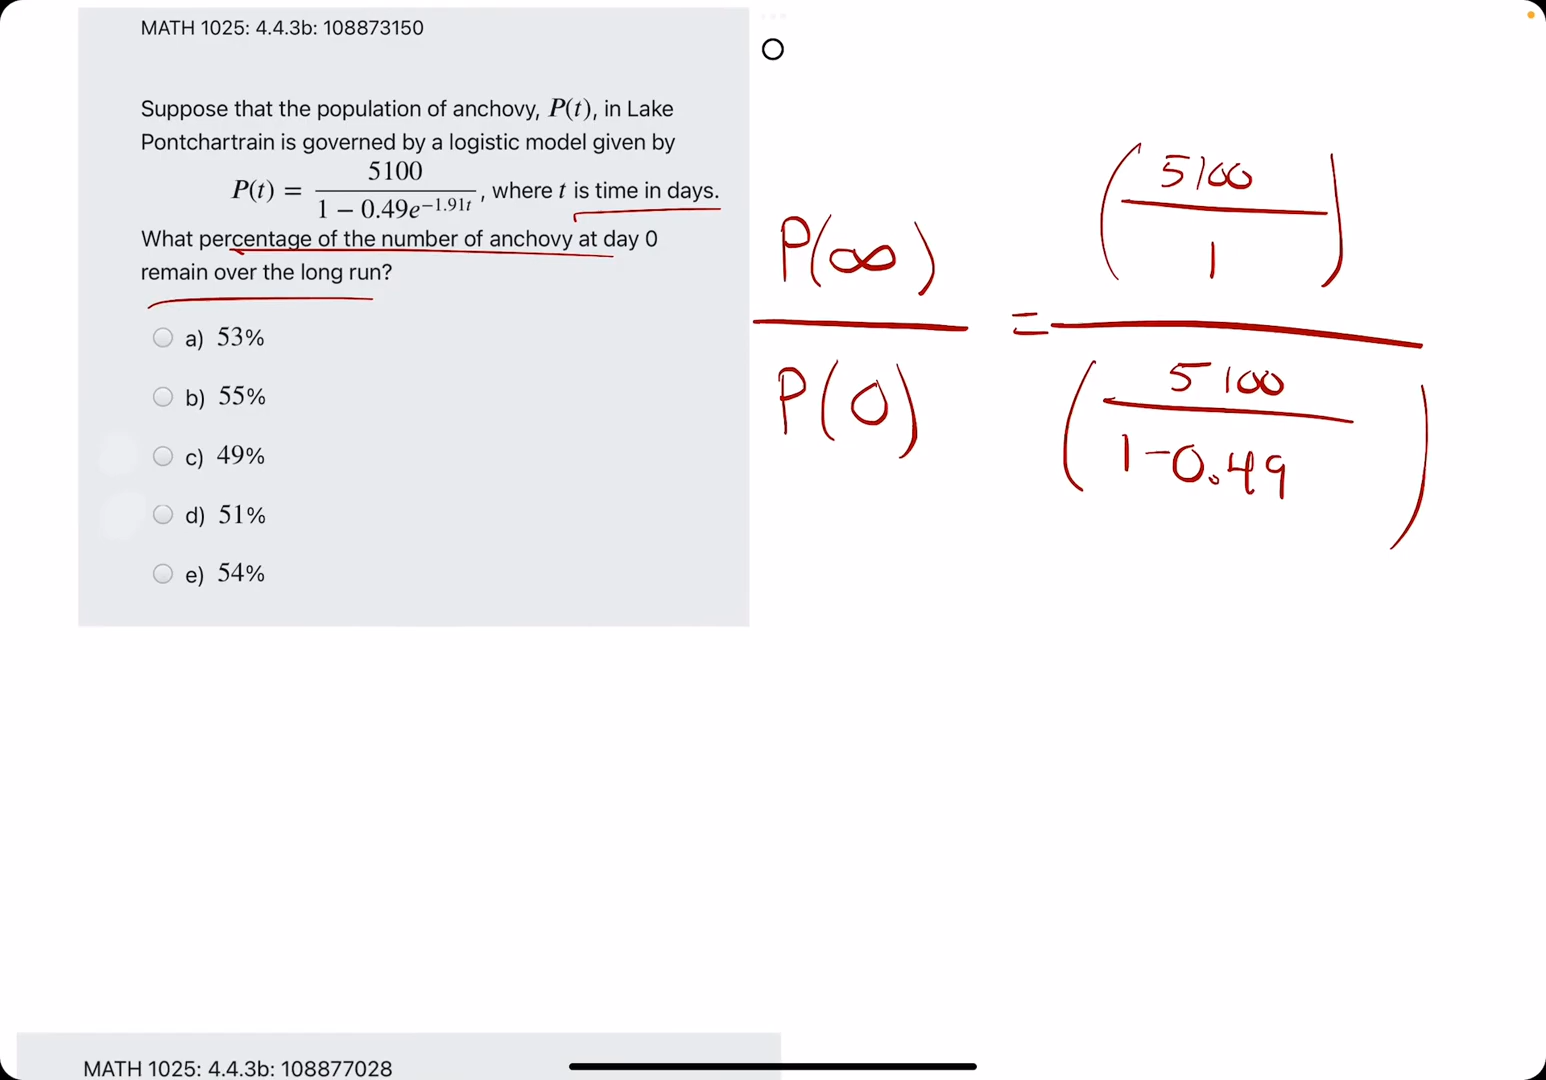 MATH 1025: 4.4.3b: 108873150
Suppose that the population of anchovy, P(t), in Lake
Pontchartrain is governed by a logistic model given by
P(t) = 5100 / (1 − 0.49e^{−1.91t}), where t is time in days.
What percentage of the number of anchovy at day 0
remain over the long run?
a) 53%
b) 55%
c) 49%
d) 51%
e) 54%
P(∞) / P(0) = (5100 / 1) / (5100 / 1-0.49)
MATH 1025: 4.4.3b: 108877028